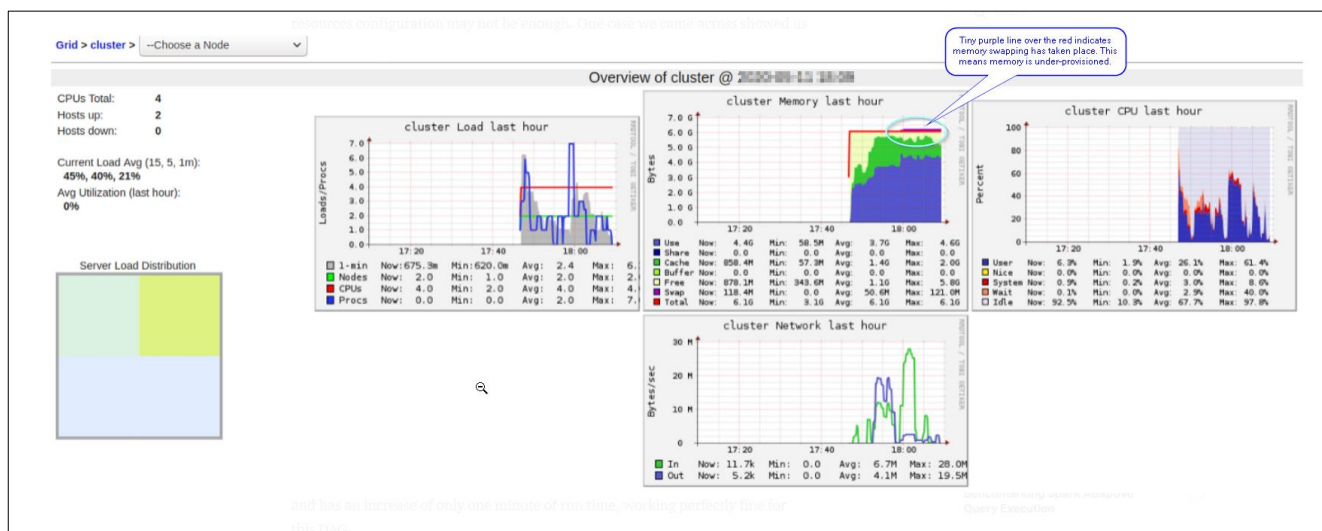 resources configuration may not be enough. One case we came across showed us
Grid > cluster > --Choose a Node
Tiny purple line over the red indicates
memory swapping has taken place. This
means memory is under-provisioned.
Overview of cluster @
CPUs Total: 4
Hosts up: 2
Hosts down: 0
Current Load Avg (15, 5, 1m):
45%, 40%, 21%
Avg Utilization (last hour):
0%
Server Load Distribution
cluster Load last hour
Loads/Procs
7.0
6.0
5.0
4.0
3.0
2.0
1.0
0.0
17:20 17:40 18:00
1-min Now:675.3m Min:620.0m Avg: 2.4 Max: 6.
Nodes Now: 2.0 Min: 1.0 Avg: 2.0 Max: 2.
CPUs Now: 4.0 Min: 2.0 Avg: 4.0 Max: 4.
Procs Now: 0.0 Min: 0.0 Avg: 2.0 Max: 7.
RRDTOOL / TOBI OETIKER
cluster Memory last hour
Bytes
7.0 G
6.0 G
5.0 G
4.0 G
3.0 G
2.0 G
1.0 G
0.0
17:20 17:40 18:00
Use Now: 4.4G Min: 58.5M Avg: 3.7G Max: 4.6G
Share Now: 0.0 Min: 0.0 Avg: 0.0 Max: 0.0
Cache Now: 858.4M Min: 57.3M Avg: 1.4G Max: 2.0G
Buffer Now: 0.0 Min: 0.0 Avg: 0.0 Max: 0.0
Free Now: 878.1M Min: 343.6M Avg: 1.1G Max: 5.8G
Swap Now: 118.4M Min: 0.0 Avg: 50.6M Max: 121.0M
Total Now: 6.1G Min: 3.1G Avg: 6.1G Max: 6.1G
RRDTOOL / TOBI OETIKER
cluster CPU last hour
Percent
100
80
60
40
20
0
17:20 17:40 18:00
User Now: 6.3% Min: 1.9% Avg: 26.1% Max: 61.4%
Nice Now: 0.0% Min: 0.0% Avg: 0.0% Max: 0.0%
System Now: 0.9% Min: 0.2% Avg: 3.0% Max: 8.6%
Wait Now: 0.1% Min: 0.0% Avg: 2.9% Max: 40.0%
Idle Now: 92.5% Min: 10.3% Avg: 67.7% Max: 97.8%
RRDTOOL / TOBI OETIKER
cluster Network last hour
Bytes/sec
30 M
20 M
10 M
0
17:20 17:40 18:00
In Now: 11.7k Min: 0.0 Avg: 6.7M Max: 28.0M
Out Now: 5.2k Min: 0.0 Avg: 4.1M Max: 19.5M
RRDTOOL / TOBI OETIKER
and has an increase of only one minute of run time, working perfectly fine for
this DAG
Benchmarking Spark Adaptive
Query Execution